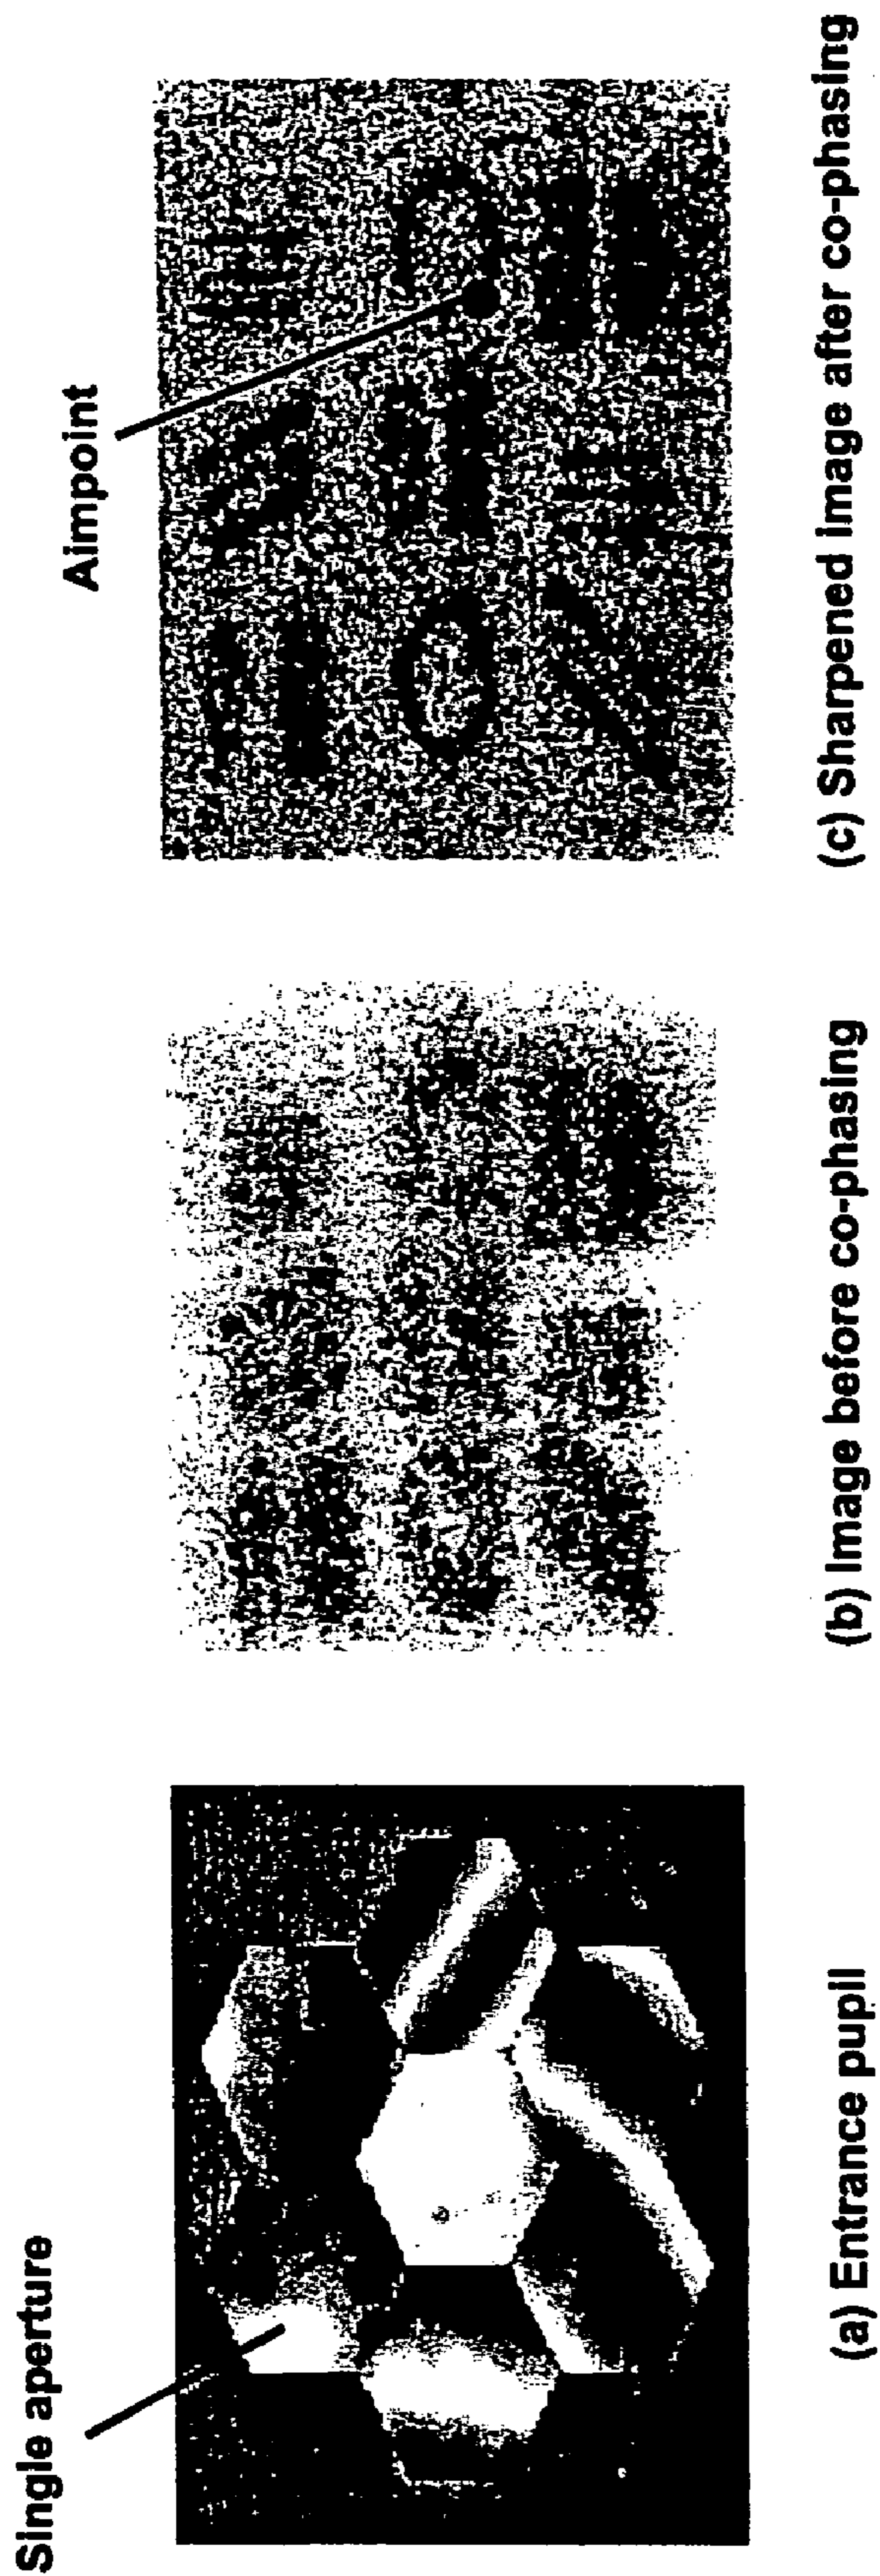 Single aperture
Aimpoint
(a) Entrance pupil
(b) Image before co-phasing
(c) Sharpened image after co-phasing